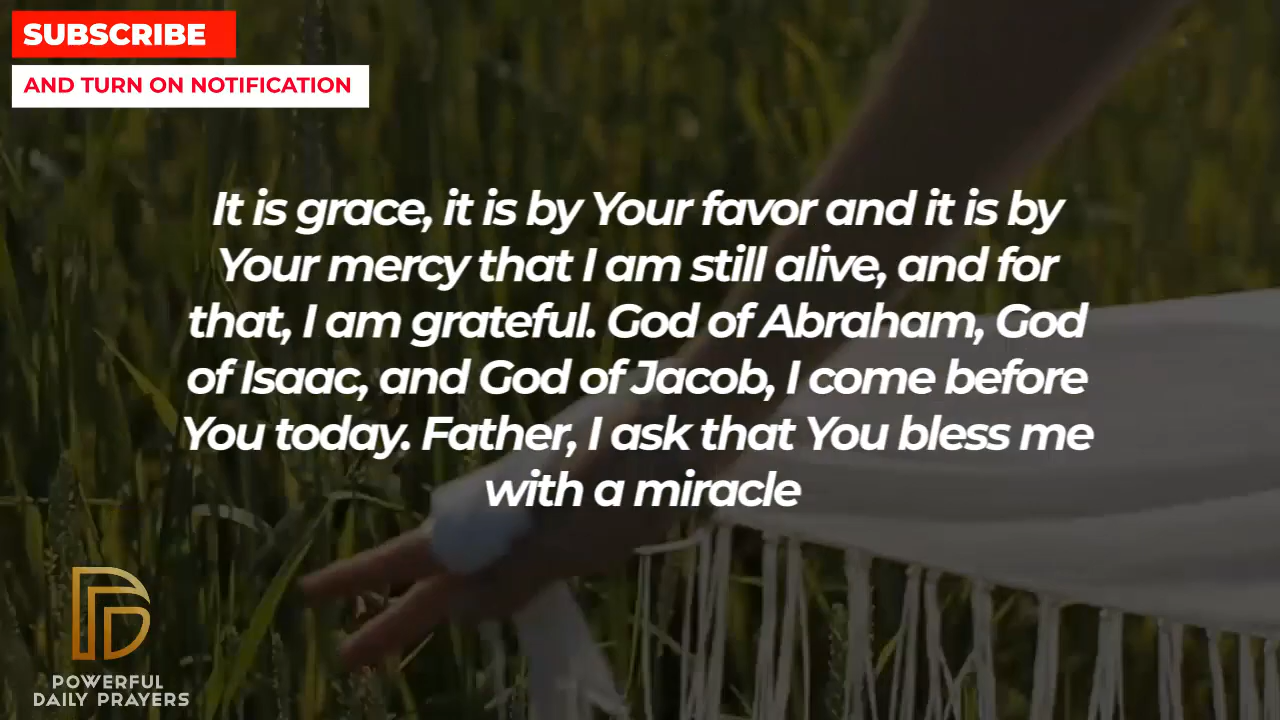 SUBSCRIBE
AND TURN ON NOTIFICATION
It is grace, it is by Your favor and it is by
Your mercy that I am still alive, and for
that, I am grateful. God of Abraham, God
of Isaac, and God of Jacob, I come before
You today. Father, I ask that You bless me
with a miracle
POWERFUL
DAILY PRAYERS